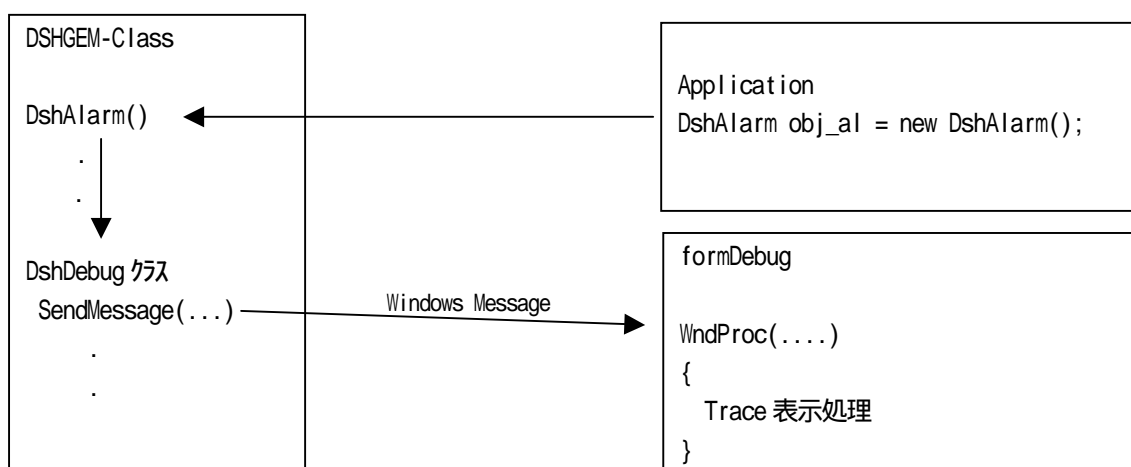 DSHGEM-Class
DshAlarm()
.
.
DshDebug クラス
SendMessage(...)
.
.
Windows Message
Application
DshAlarm obj_al = new DshAlarm();
formDebug
WndProc(....)
{
Trace 表示処理
}